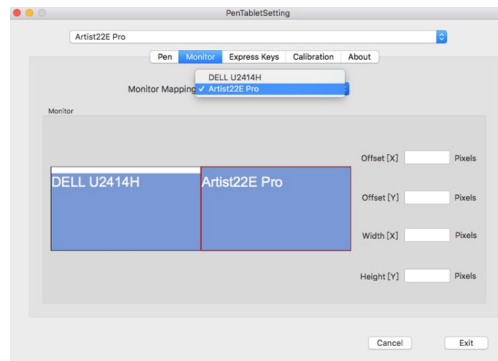 PenTabletSetting
Artist22E Pro
Pen Monitor Express Keys Calibration About
DELL U2414H
Monitor Mapping ✓ Artist22E Pro
Monitor
DELL U2414H Artist22E Pro
Offset [X] Pixels
Offset [Y] Pixels
Width [X] Pixels
Height [Y] Pixels
Cancel Exit